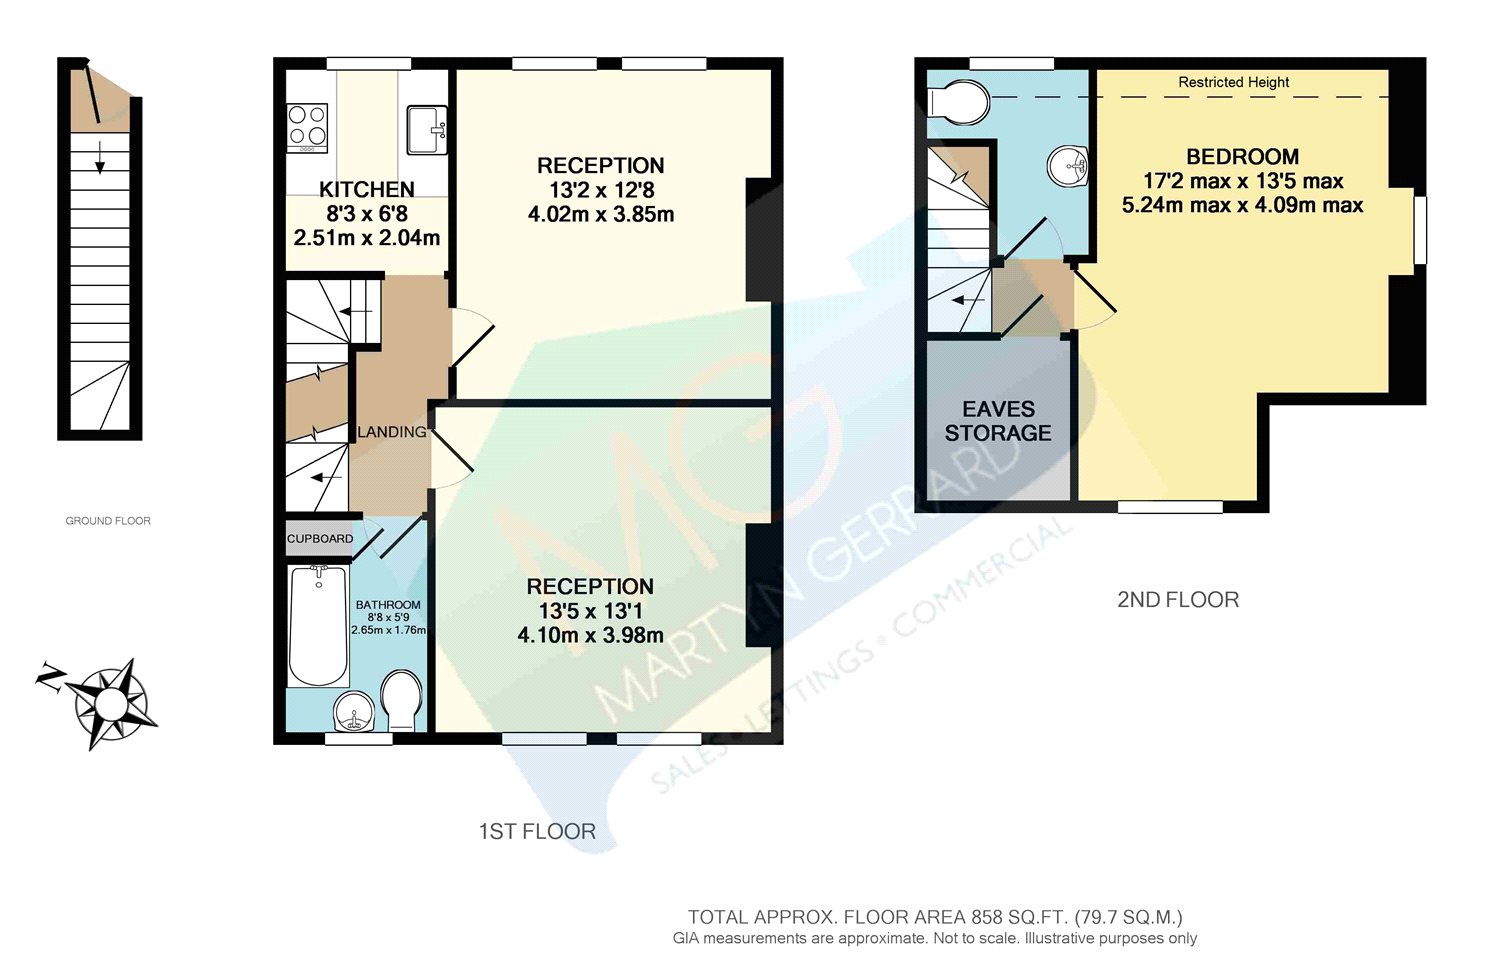 Restricted Height
KITCHEN
8'3 x 6'8
2.51m x 2.04m
RECEPTION
13'2 x 12'8
4.02m x 3.85m
BEDROOM
17'2 max x 13'5 max
5.24m max x 4.09m max
EAVES
STORAGE
LANDING
GROUND FLOOR
CUPBOARD
BATHROOM
8'8 x 5'9
2.65m x 1.76m
RECEPTION
13'5 x 13'1
4.10m x 3.98m
MG
MARTYN GERRARD
SALES • LETTINGS • COMMERCIAL
2ND FLOOR
N
1ST FLOOR
TOTAL APPROX. FLOOR AREA 858 SQ.FT. (79.7 SQ.M.)
GIA measurements are approximate. Not to scale. Illustrative purposes only